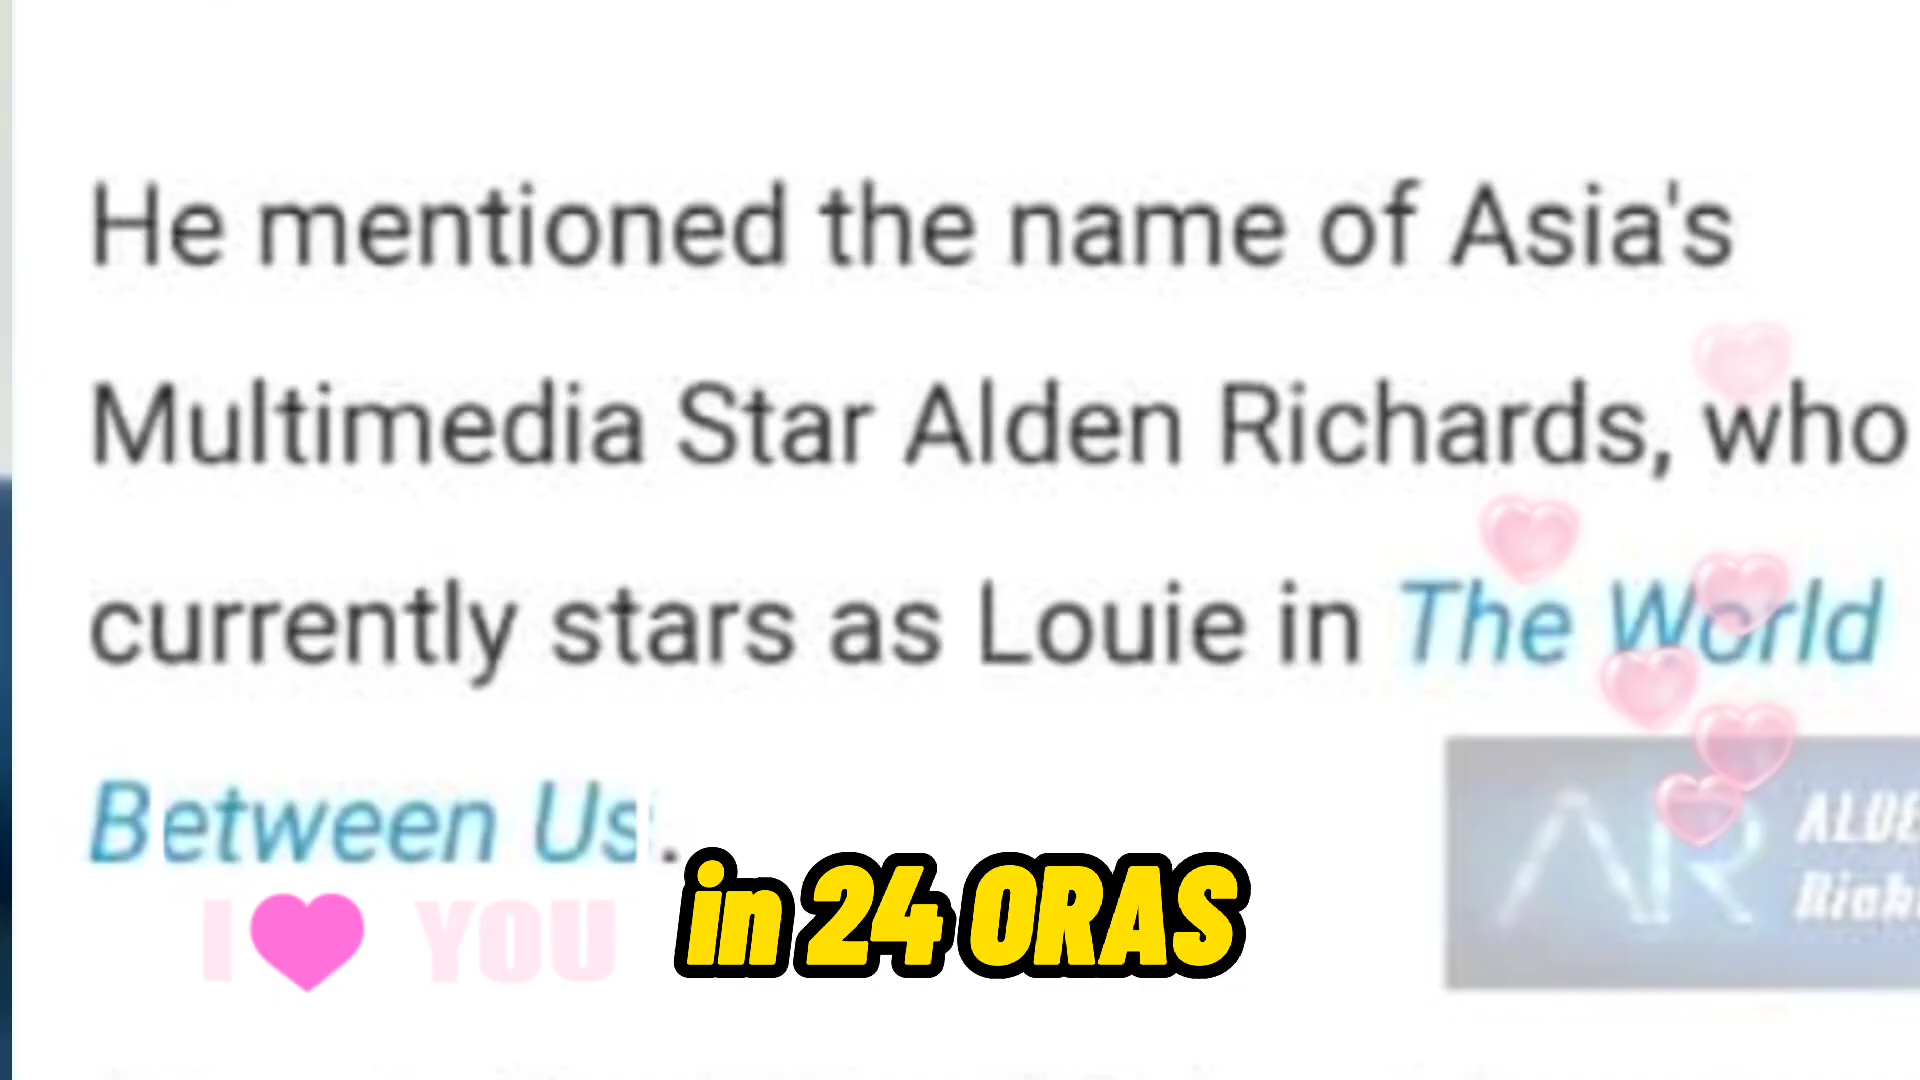 He mentioned the name of Asia's
Multimedia Star Alden Richards, who
currently stars as Louie in The World
Between Us.
I YOU
in 24 ORAS
AR